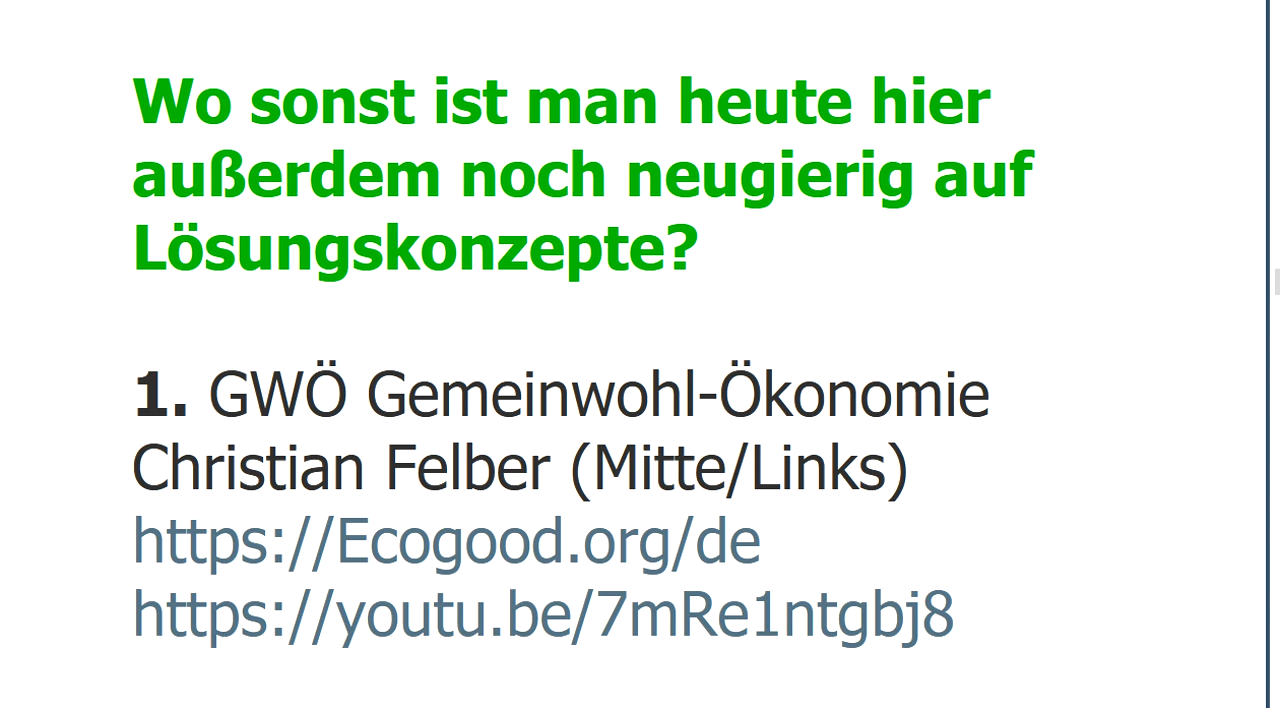 Wo sonst ist man heute hier
außerdem noch neugierig auf
Lösungskonzepte?
1. GWÖ Gemeinwohl-Ökonomie
Christian Felber (Mitte/Links)
https://Ecogood.org/de
https://youtu.be/7mRe1ntgbj8